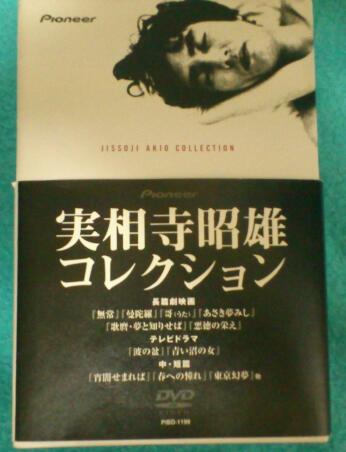 Pioneer
JISSOJI AKIO COLLECTION
Pioneer
実相寺昭雄
コレクション
長篇劇映画
『無常』『曼陀羅』『哥(うた)』『あさき夢みし』
『歌麿・夢と知りせば』『悪徳の栄え』
テレビドラマ
『波の盆』『青い沼の女』
中・短篇
『宵闇せまれば』『春への憧れ』『東京幻夢』他
DVD
VIDEO
PIBD-1199